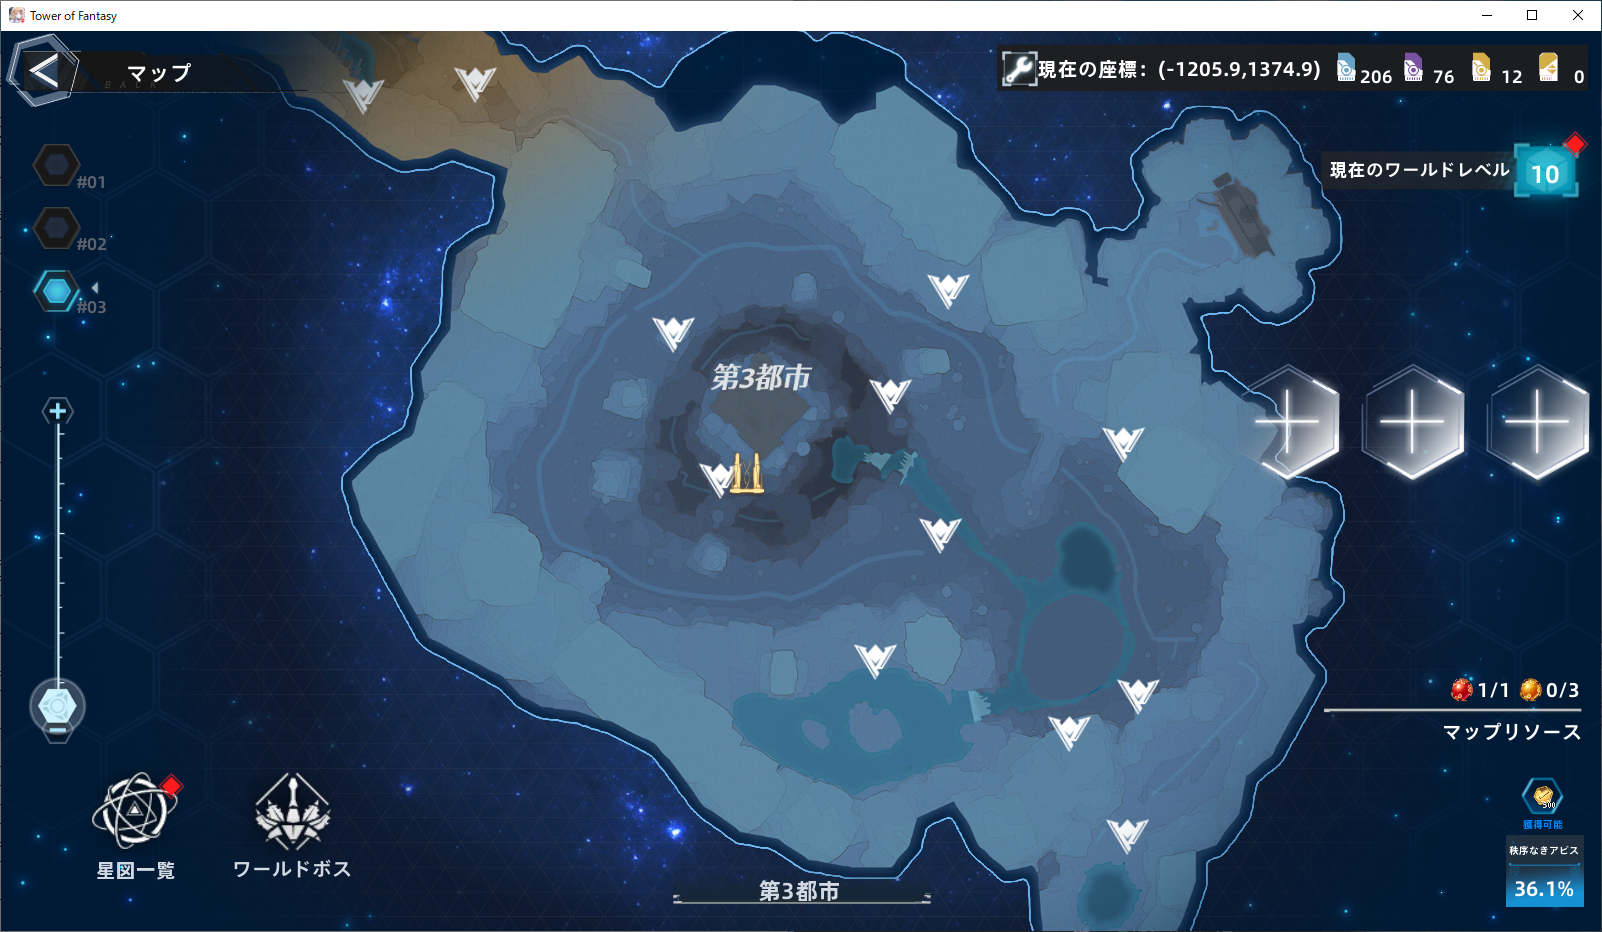 Tower of Fantasy
マップ
BACK
現在の座標：(-1205.9,1374.9)
206
76
12
0
現在のワールドレベル
10
#01
#02
#03
第3都市
1/1
0/3
マップリソース
500
獲得可能
秩序なきアビス
36.1%
星図一覧
ワールドボス
第3都市